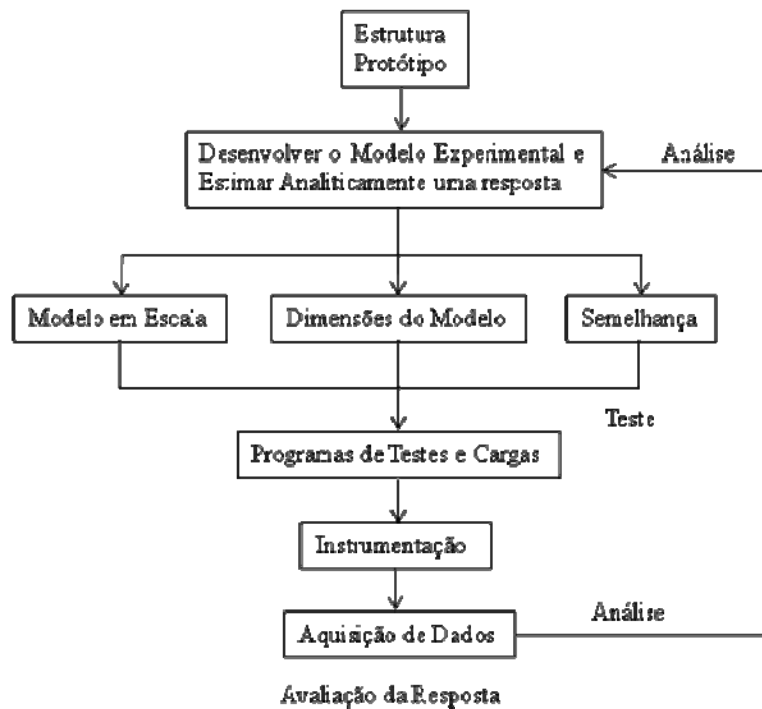 Estrutura
Protótipo
Desenvolver o Modelo Experimental e
Estimar Analiticamente uma resposta
Análise
Modelo em Escala
Dimensões do Modelo
Semelhança
Teste
Programas de Testes e Cargas
Instrumentação
Aquisição de Dados
Análise
Avaliação da Resposta